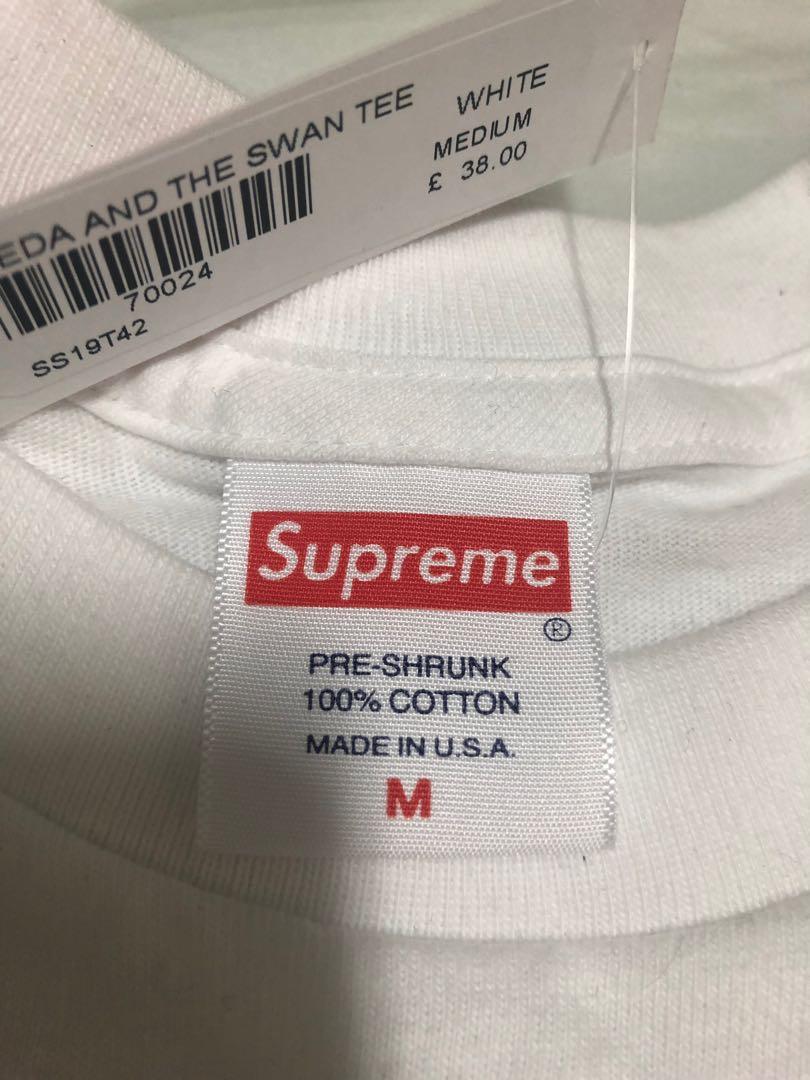 EDA AND THE SWAN TEE
WHITE
MEDIUM
£ 38.00
70024
SS19T42
Supreme
®
PRE-SHRUNK
100% COTTON
MADE IN U.S.A.
M